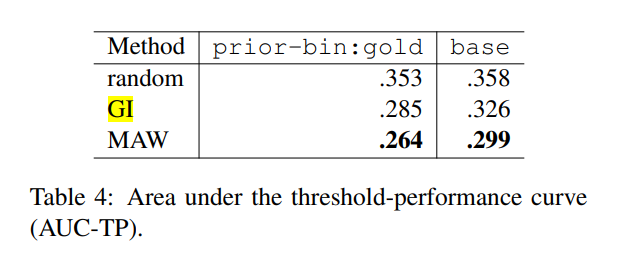 Method prior-bin:gold base
random .353 .358
GI .285 .326
MAW .264 .299
Table 4: Area under the threshold-performance curve
(AUC-TP).